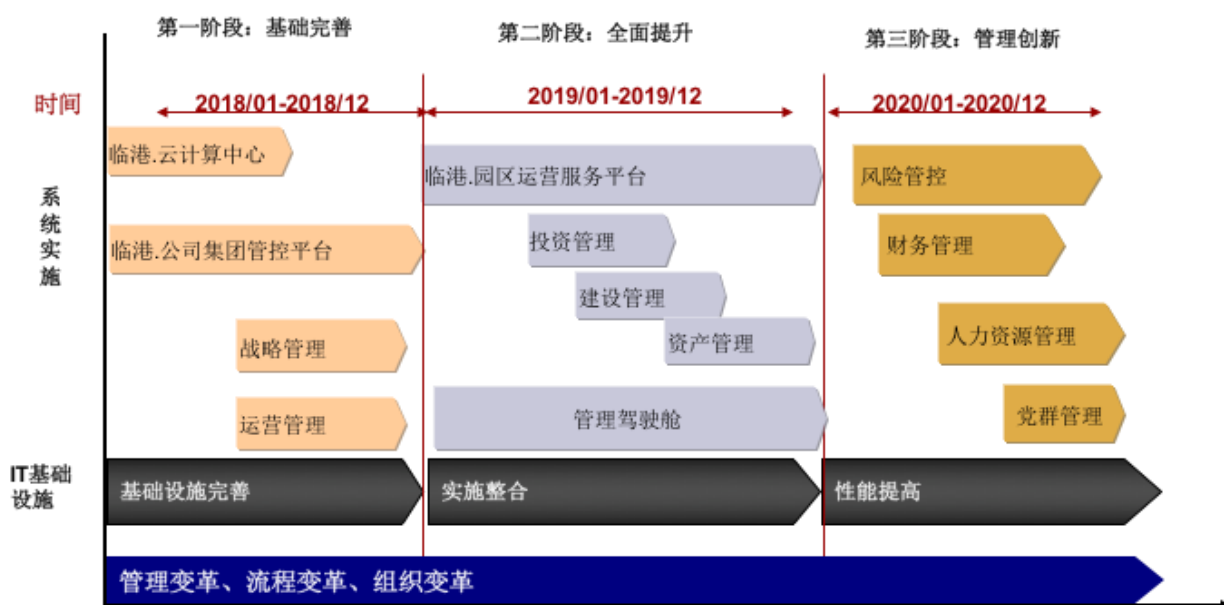 第一阶段：基础完善
第二阶段：全面提升
第三阶段：管理创新
时间
2018/01-2018/12
2019/01-2019/12
2020/01-2020/12
系统实施
临港.云计算中心
临港.公司集团管控平台
战略管理
运营管理
临港.园区运营服务平台
投资管理
建设管理
资产管理
管理驾驶舱
风险管控
财务管理
人力资源管理
党群管理
IT基础
设施
基础设施完善
实施整合
性能提高
管理变革、流程变革、组织变革